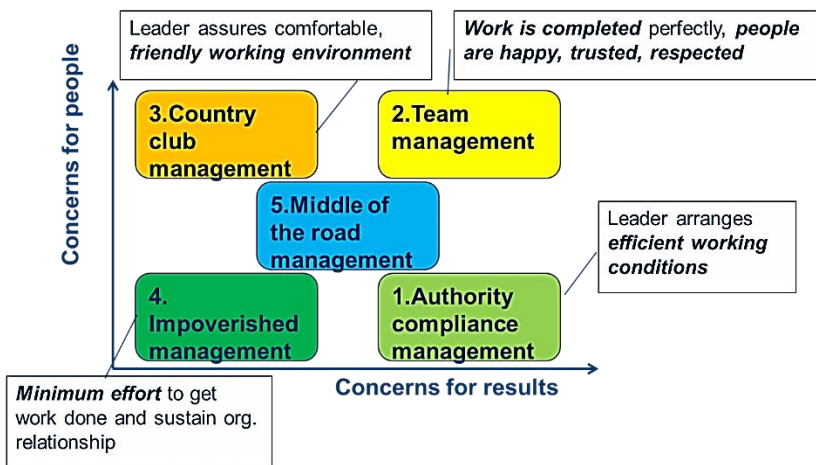 Leader assures comfortable,
friendly working environment
Work is completed perfectly, people
are happy, trusted, respected
Concerns for people
3.Country
club
management
2.Team
management
5.Middle of
the road
management
Leader arranges
efficient working
conditions
4.
Impoverished
management
1.Authority
compliance
management
Concerns for results
Minimum effort to get
work done and sustain org.
relationship